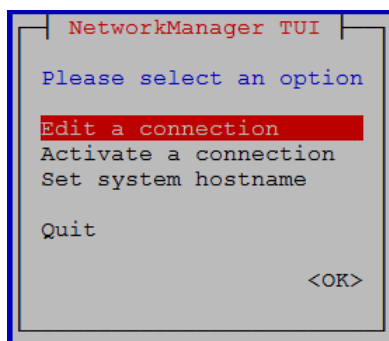 NetworkManager TUI
Please select an option
Edit a connection
Activate a connection
Set system hostname
Quit
<OK>